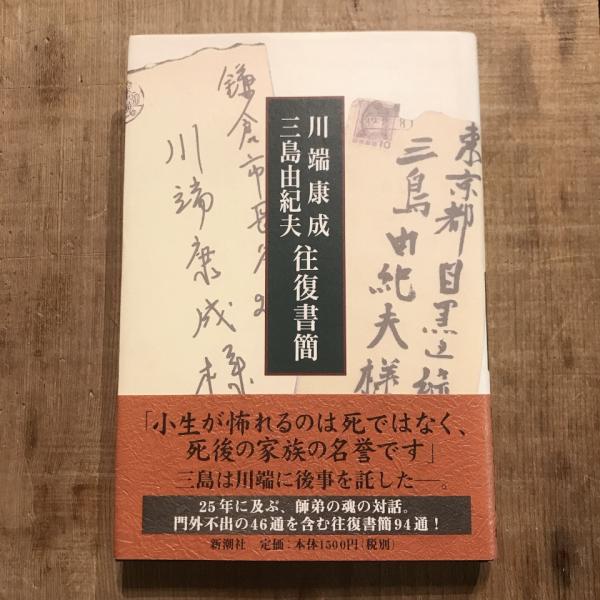 川端康成
三島由紀夫
往復書簡
東京都目黒区緑
三島由紀夫様
鎌倉市長谷2
川端康成様
10
「小生が怖れるのは死ではなく、
死後の家族の名誉です」
三島は川端に後事を託した―。
25年に及ぶ、師弟の魂の対話。
門外不出の46通を含む往復書簡94通!
新潮社 定価:本体1500円(税別)